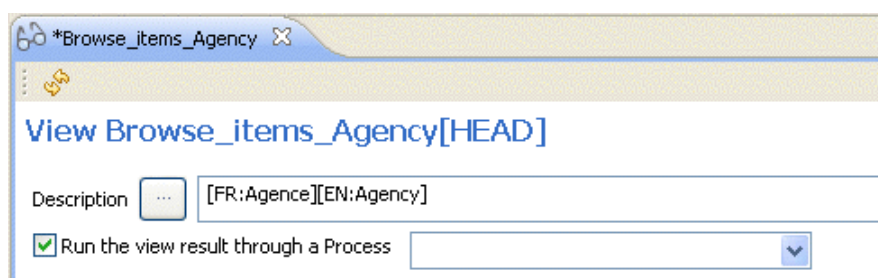 *Browse_items_Agency
View Browse_items_Agency[HEAD]
Description ... [FR:Agence][EN:Agency]
Run the view result through a Process